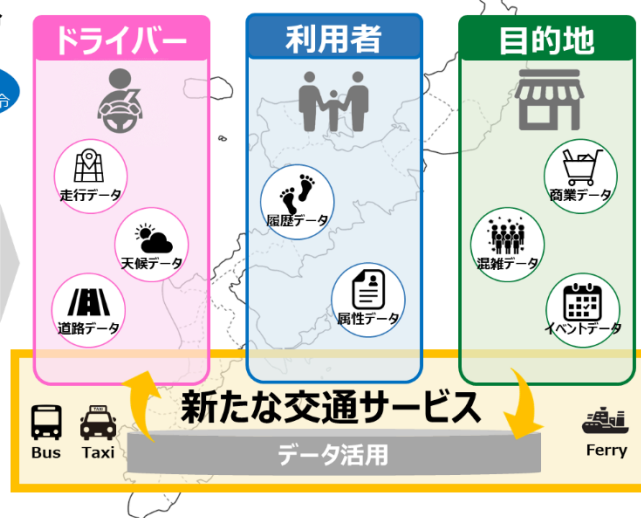 ドライバー
利用者
目的地
走行データ
天候データ
道路データ
履歴データ
属性データ
商業データ
混雑データ
イベントデータ
新たな交通サービス
データ活用
Bus
Taxi
TAXI
Ferry